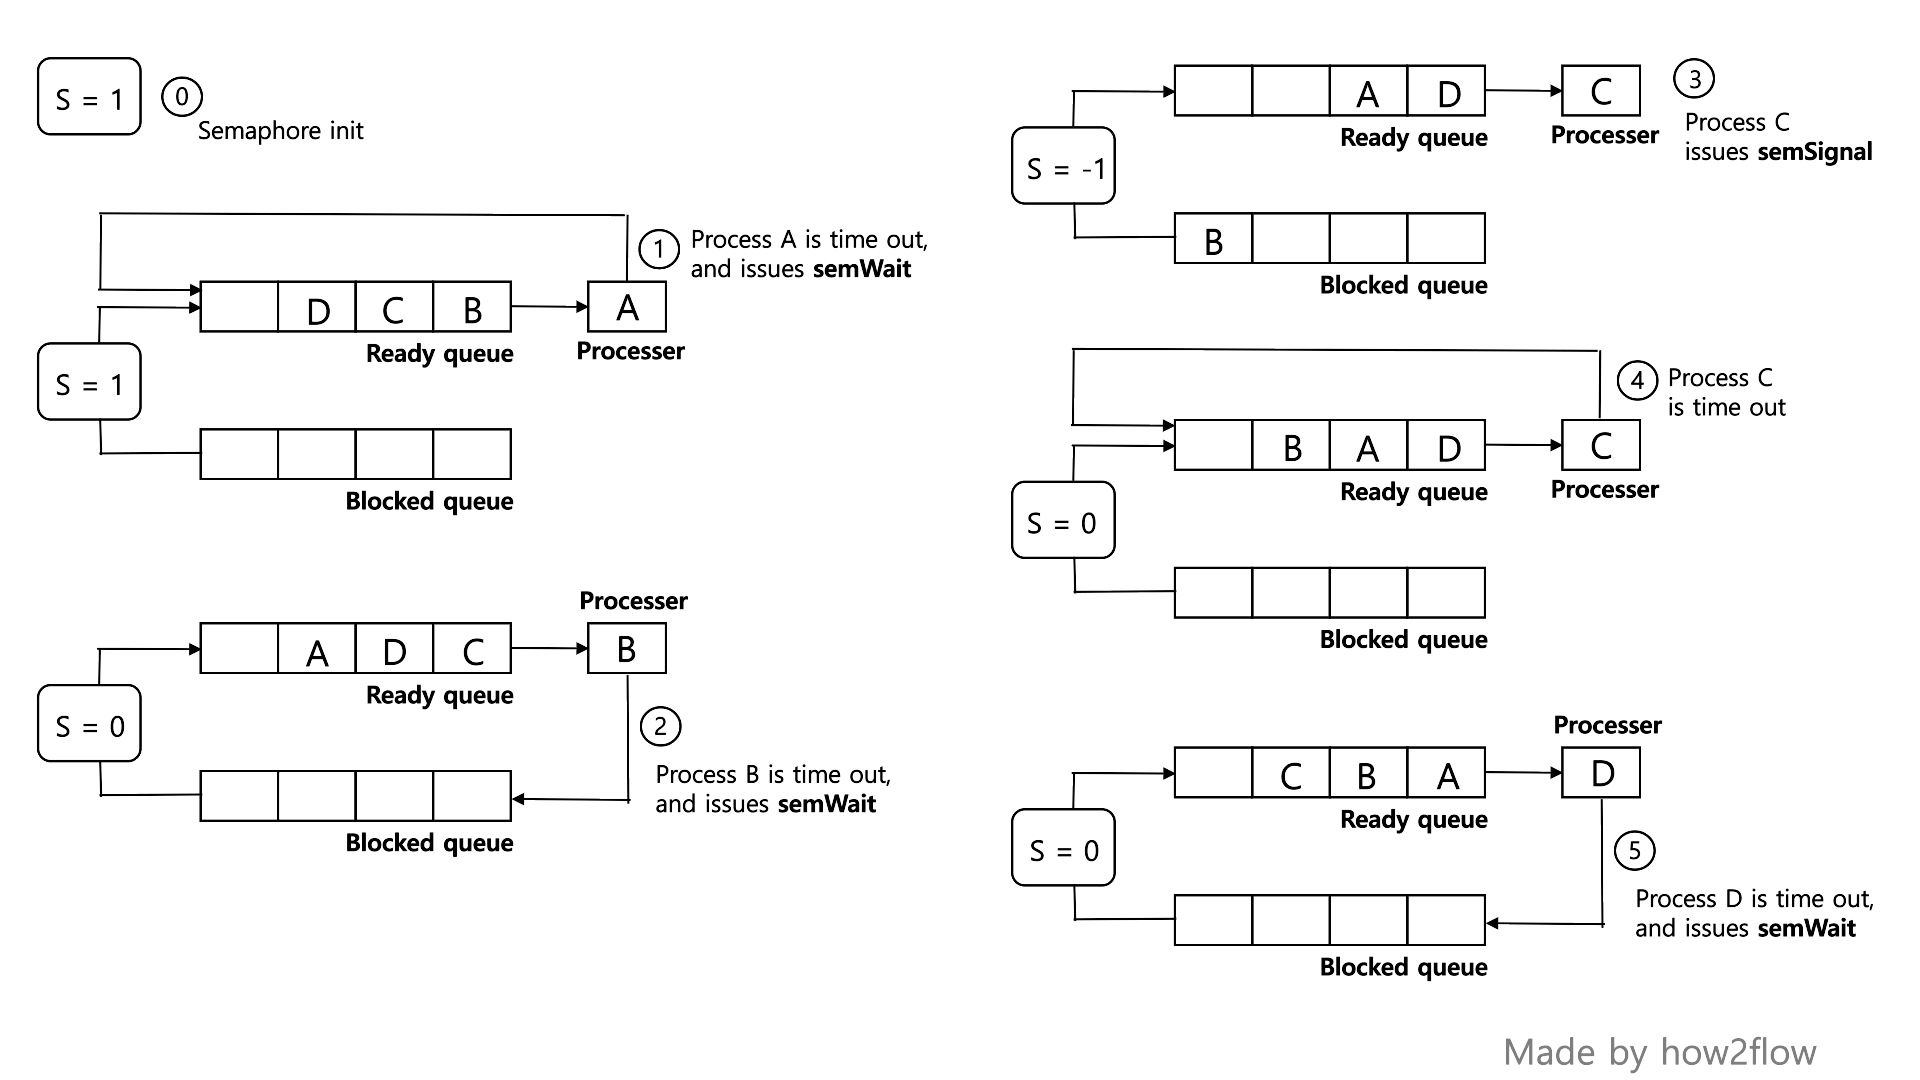 S = 1
0
Semaphore init
1
Process A is time out,
and issues semWait
D C B
A
Ready queue
Processer
S = 1
Blocked queue
Processer
A D C
B
Ready queue
S = 0
2
Process B is time out,
and issues semWait
Blocked queue
A D
C
3
Ready queue
Processer
Process C
issues semSignal
S = -1
B
Blocked queue
4
Process C
is time out
B A D
C
Ready queue
Processer
S = 0
Blocked queue
Processer
C B A
D
Ready queue
S = 0
5
Process D is time out,
and issues semWait
Blocked queue
Made by how2flow